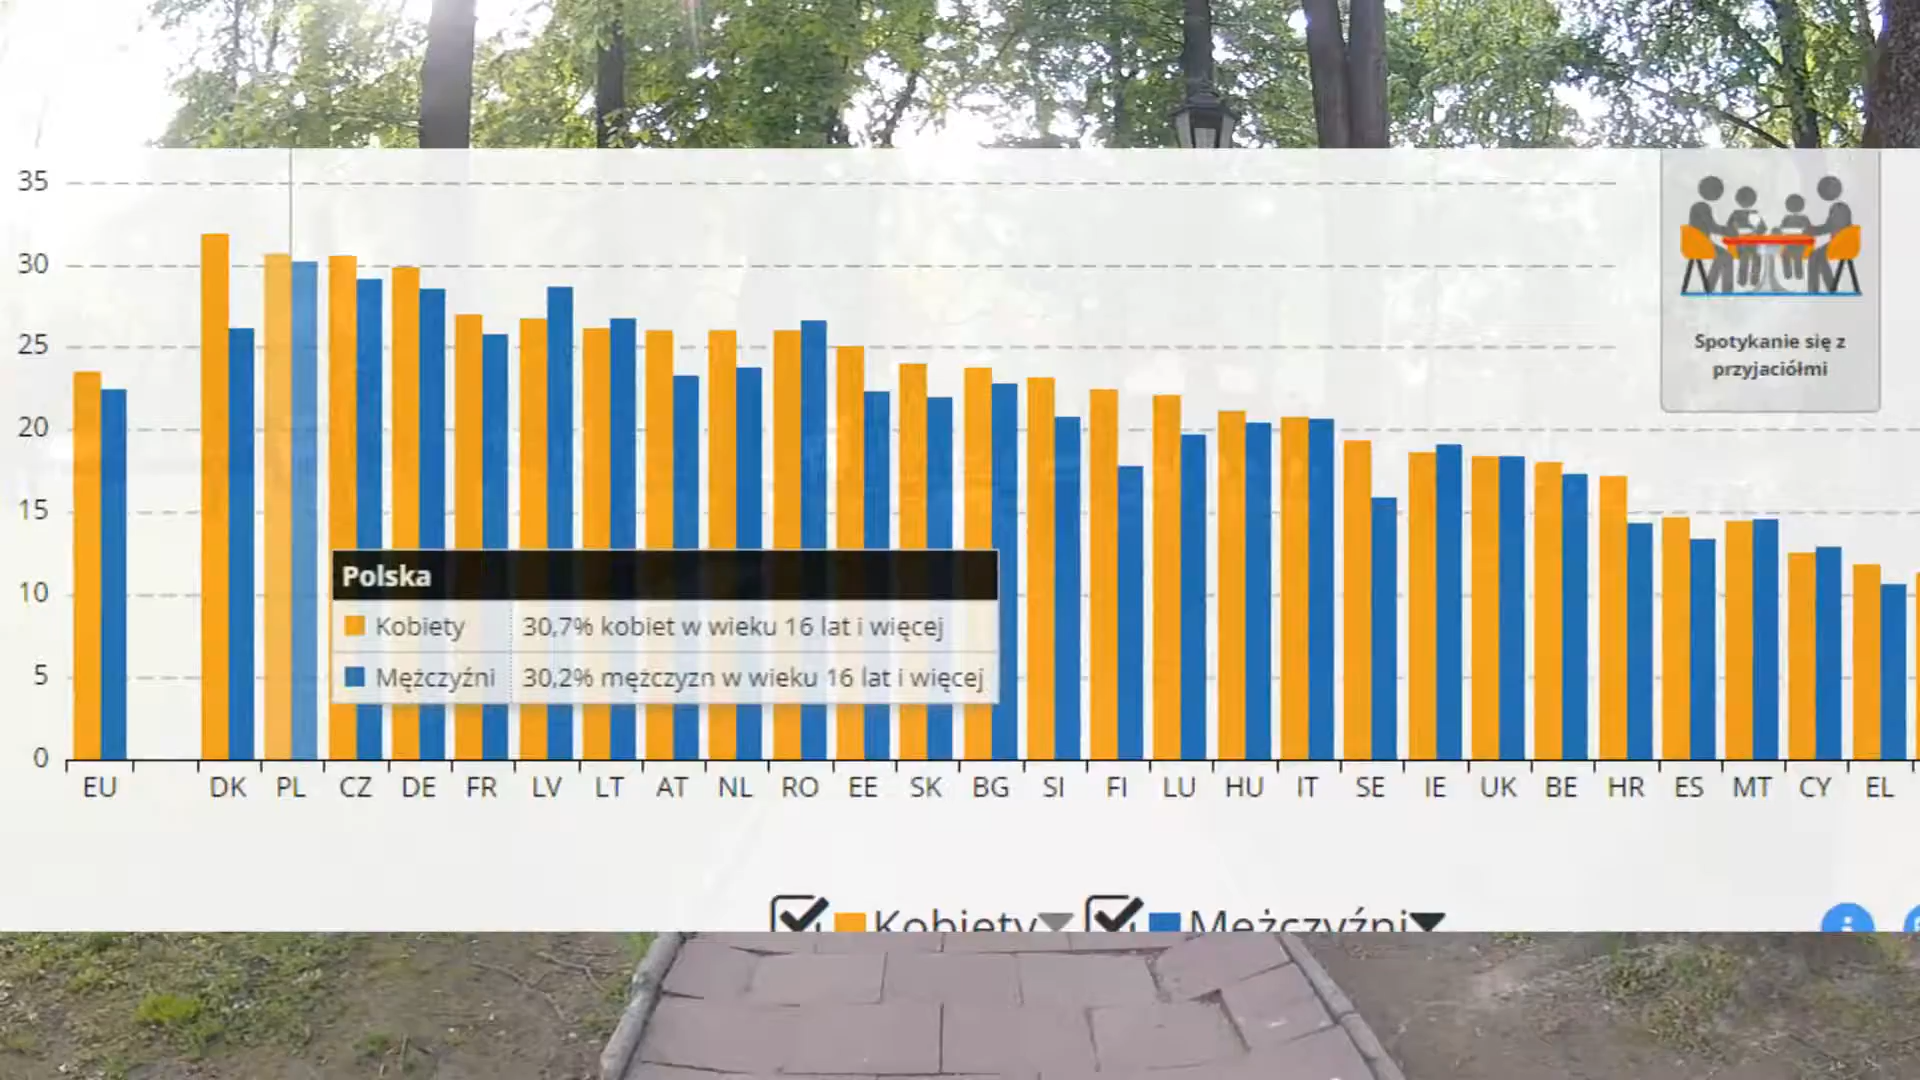 35
30
25
20
15
10
5
0
Spotykanie się z
przyjaciółmi
Polska
Kobiety 30,7% kobiet w wieku 16 lat i więcej
Mężczyźni 30,2% mężczyzn w wieku 16 lat i więcej
EU DK PL CZ DE FR LV LT AT NL RO EE SK BG SI FI LU HU IT SE IE UK BE HR ES MT CY EL
Kobiety Mężczyźni
i